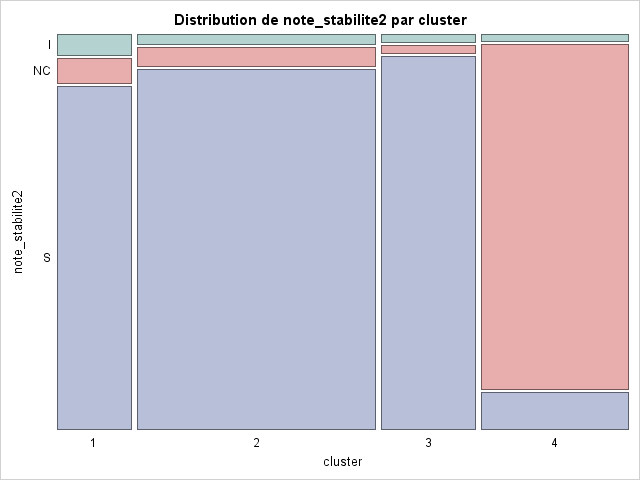 Distribution de note_stabilite2 par cluster
I
NC
S
note_stabilite2
1 2 3 4
cluster